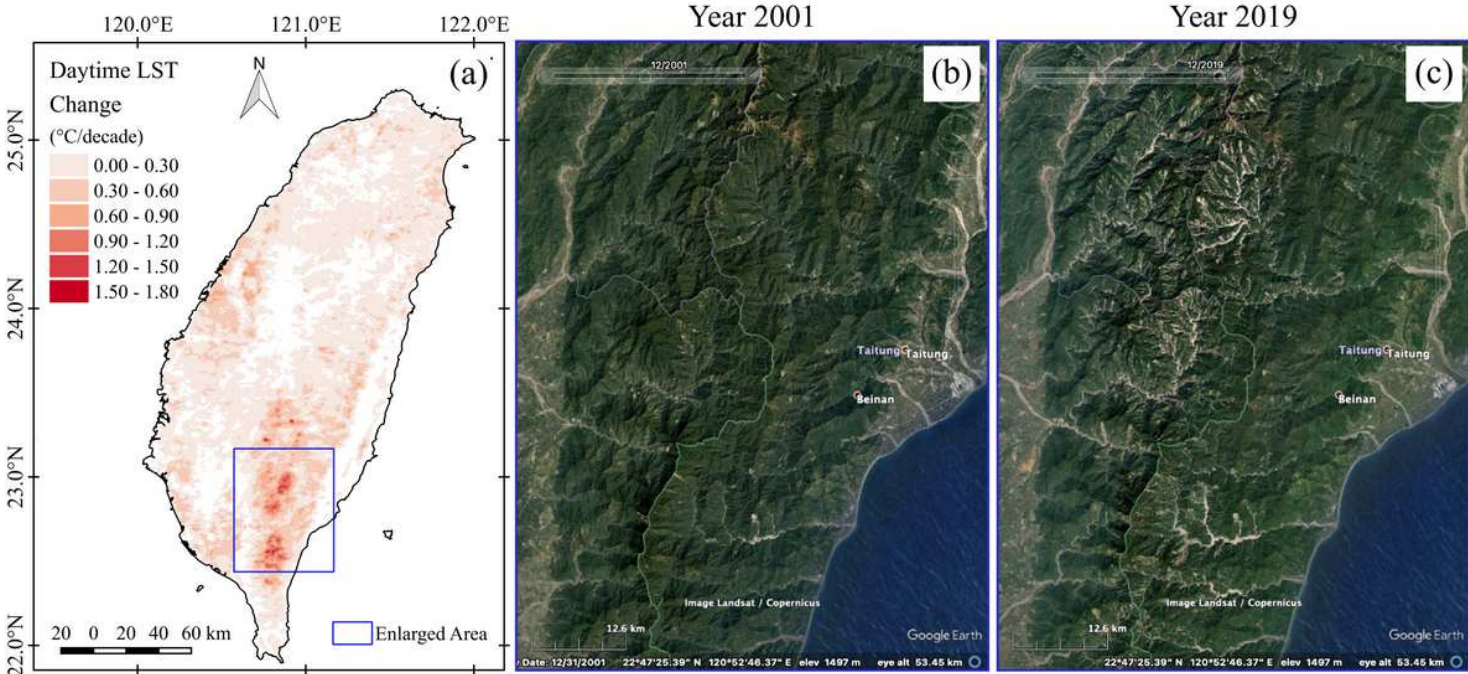 Year 2001
Year 2019
120.0°E
121.0°E
122.0°E
Daytime LST
Change
(°C/decade)
0.00 - 0.30
0.30 - 0.60
0.60 - 0.90
0.90 - 1.20
1.20 - 1.50
1.50 - 1.80
N
(a)
25.0°N
24.0°N
23.0°N
22.0°N
20 0 20 40 60 km
Enlarged Area
12/2001
(b)
Taitung Taitung
Beinan
Image Landsat / Copernicus
12.6 km
Google Earth
Date: 12/31/2001 22°47'25.39" N 120°52'46.37" E elev 1497 m eye alt 53.45 km
12/2019
(c)
Taitung Taitung
Beinan
Image Landsat / Copernicus
12.6 km
Google Earth
22°47'25.39" N 120°52'46.37" E elev 1497 m eye alt 53.45 km